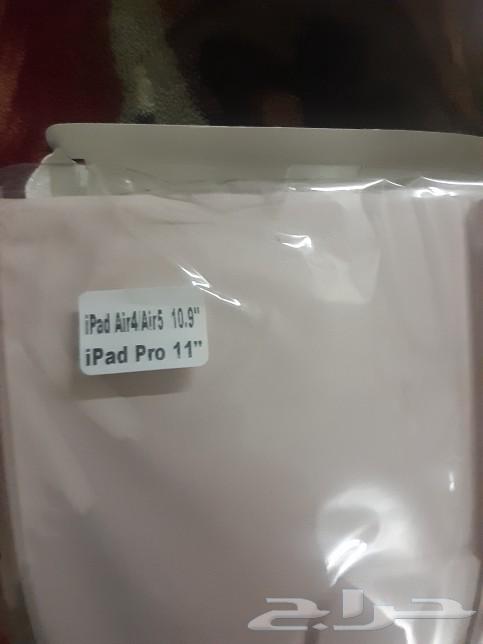 iPad Air4/Air5 10.9"
iPad Pro 11"
حراج